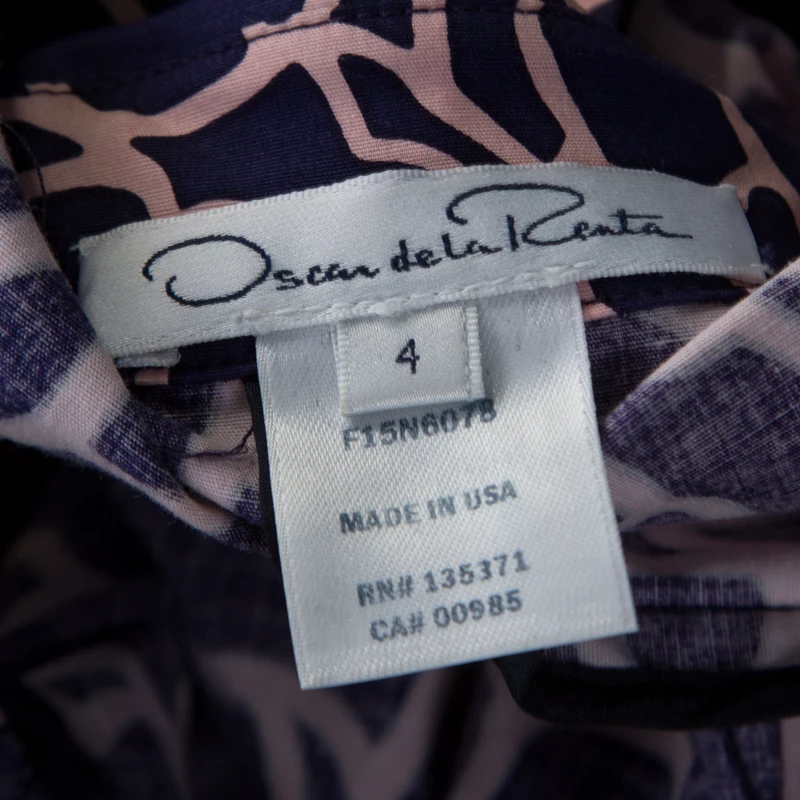 Oscar de la Renta
4
F15N6078
MADE IN USA
RN# 135371
CA# 00985